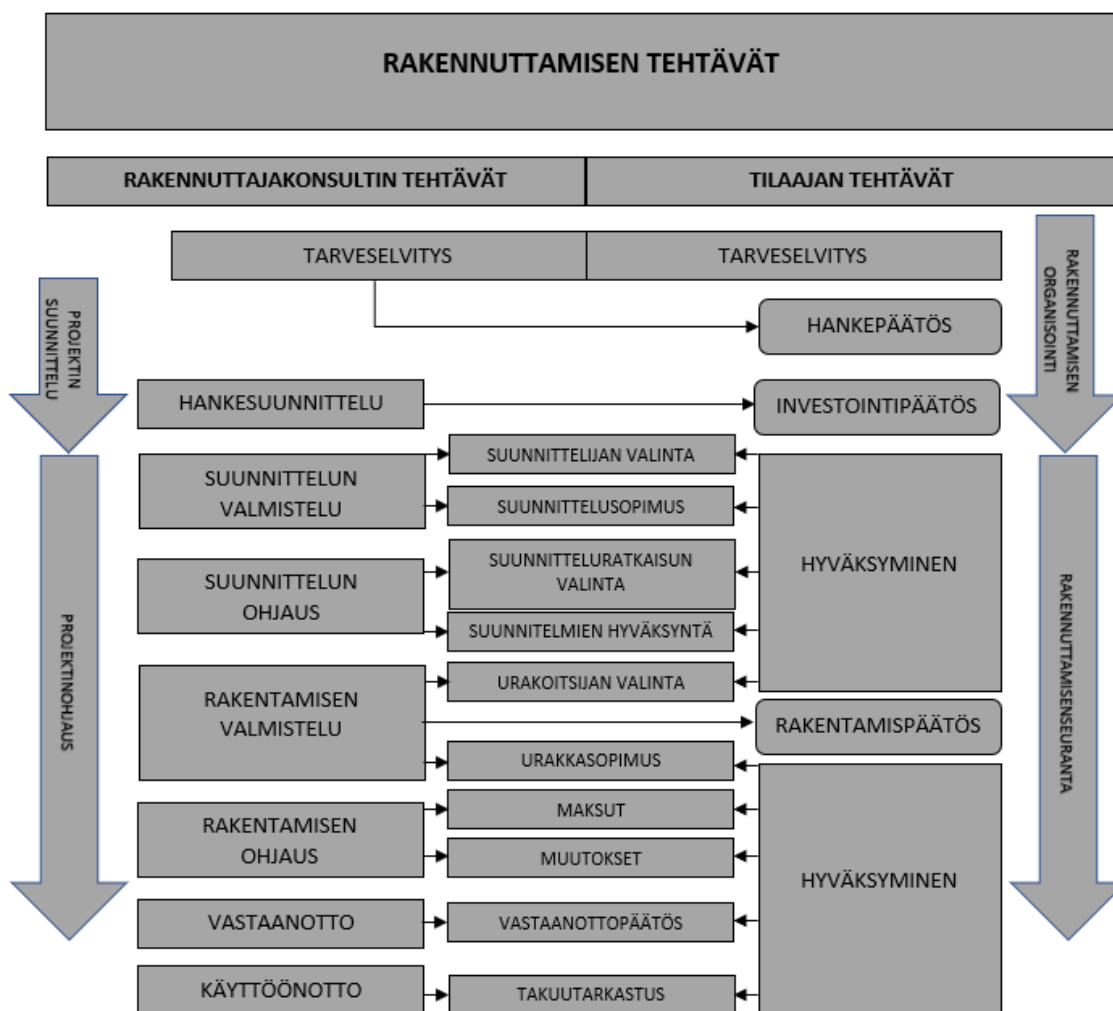 RAKENNUTTAMISEN TEHTÄVÄT
RAKENNUTTAJAKONSULTIN TEHTÄVÄT
TILAAJAN TEHTÄVÄT
TARVESELVITYS
TARVESELVITYS
PROJEKTIN
SUUNNITTELU
HANKEPÄÄTÖS
RAKENNUTTAMISEN
ORGANISOINTI
HANKESUUNNITTELU
INVESTOINTIPÄÄTÖS
SUUNNITTELUN
VALMISTELU
SUUNNITTELIJAN VALINTA
SUUNNITTELUSOPIMUS
SUUNNITTELUN
OHJAUS
SUUNNITTELURATKAISUN
VALINTA
SUUNNITELMIEN HYVÄKSYNTÄ
HYVÄKSYMINEN
PROJEKTINOHJAUS
RAKENNUTTAMISENSEURANTA
RAKENTAMISEN
VALMISTELU
URAKOITSIJAN VALINTA
RAKENTAMISPÄÄTÖS
URAKKASOPIMUS
RAKENTAMISEN
OHJAUS
MAKSUT
MUUTOKSET
HYVÄKSYMINEN
VASTAANOTTO
VASTAANOTTOPÄÄTÖS
KÄYTTÖÖNOTTO
TAKUUTARKASTUS